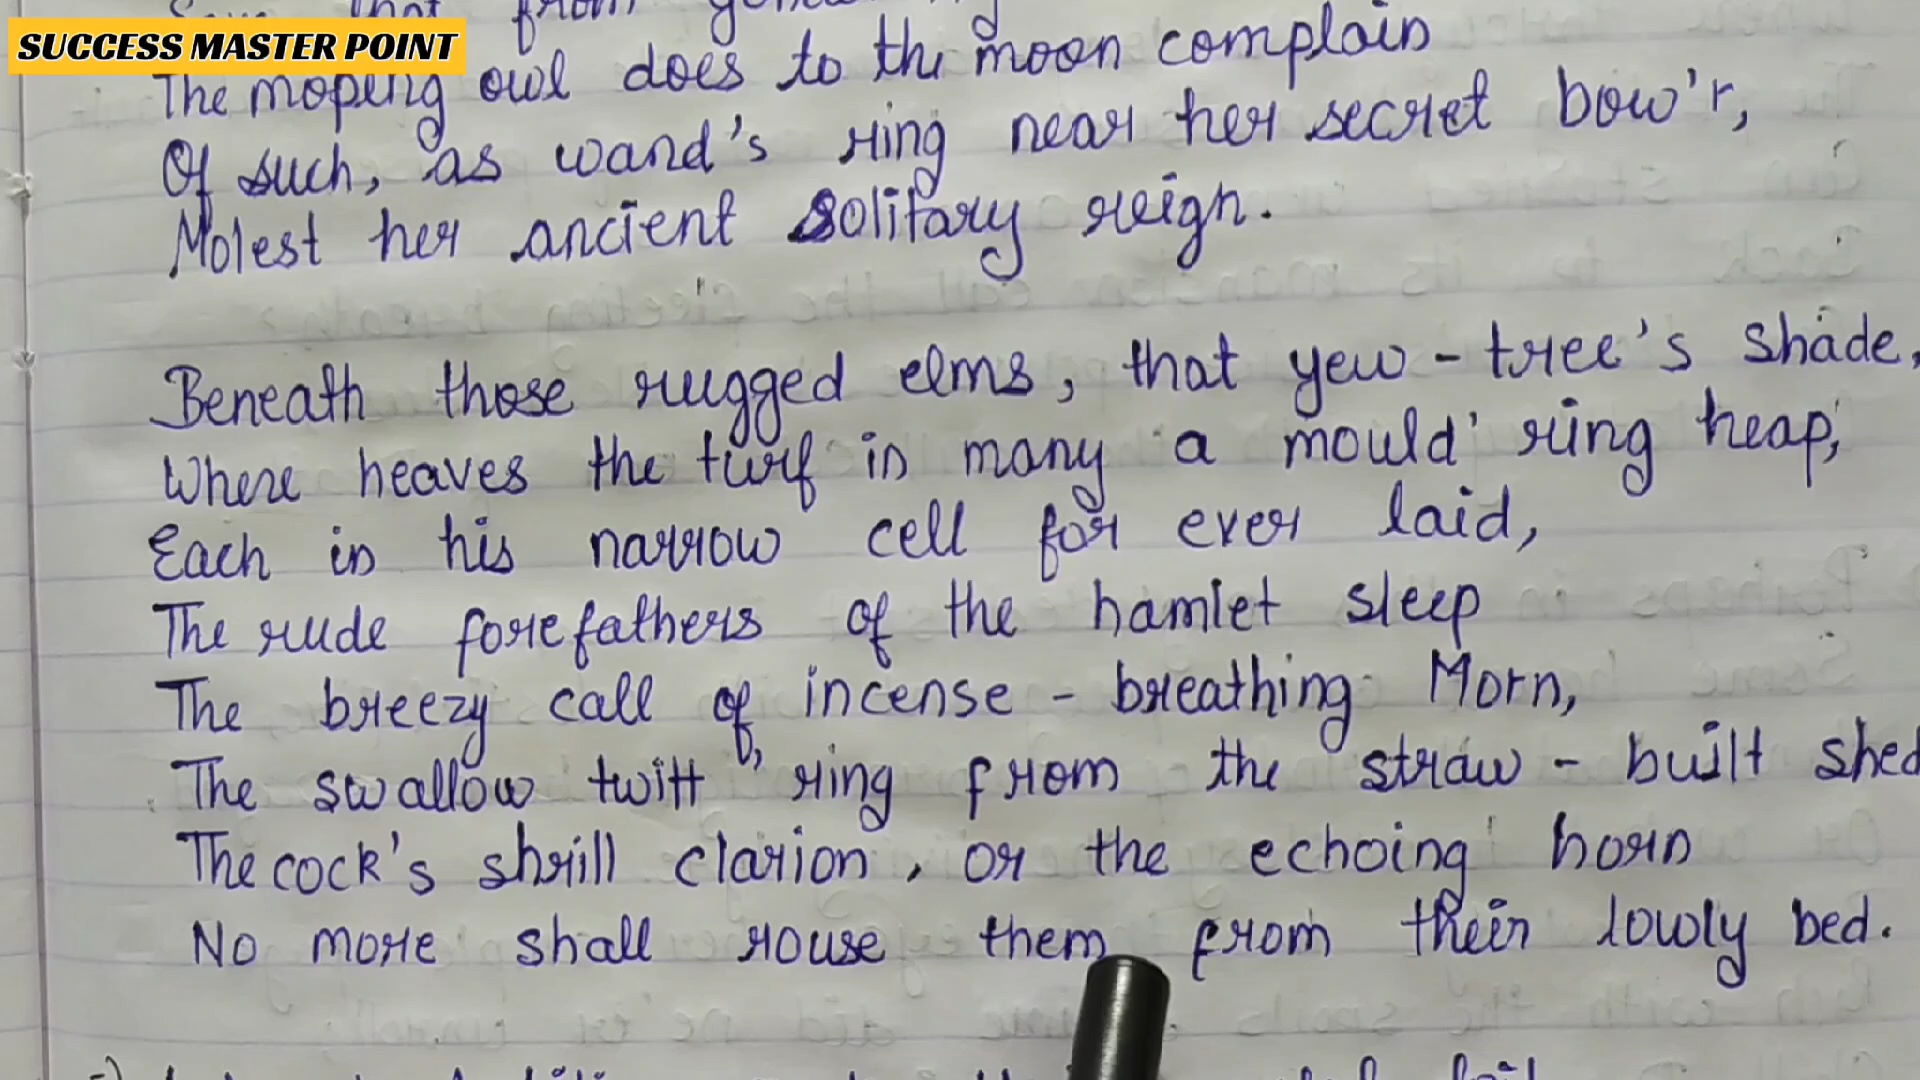 from
SUCCESS MASTER POINT
The moping owl does to the moon complain
Of such, as wand's ring near her secret bow'r,
Molest her ancient solitary reign.
Beneath those rugged elms, that yew - tree's shade,
Where heaves the turf in many a mould' ring heap,
Each in his narrow cell for ever laid,
The rude forefathers of the hamlet sleep
The breezy call of incense - breathing Morn,
The swallow twitt 'ring from the straw - built shed
The cock's shrill clarion, or the echoing horn
No more shall rouse them from their lowly bed.